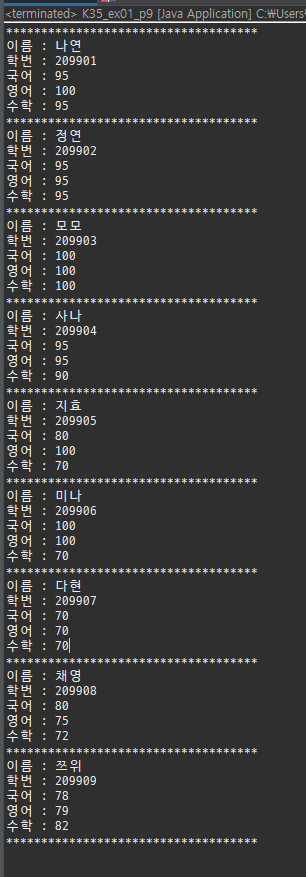 <terminated> K35_ex01_p9 [Java Application] C:₩Users₩
************************************
이름 : 나연
학번 : 209901
국어 : 95
영어 : 100
수학 : 95
************************************
이름 : 정연
학번 : 209902
국어 : 95
영어 : 95
수학 : 95
************************************
이름 : 모모
학번 : 209903
국어 : 100
영어 : 100
수학 : 100
************************************
이름 : 사나
학번 : 209904
국어 : 95
영어 : 95
수학 : 90
************************************
이름 : 지효
학번 : 209905
국어 : 80
영어 : 100
수학 : 70
************************************
이름 : 미나
학번 : 209906
국어 : 100
영어 : 100
수학 : 70
************************************
이름 : 다현
학번 : 209907
국어 : 70
영어 : 70
수학 : 70
************************************
이름 : 채영
학번 : 209908
국어 : 80
영어 : 75
수학 : 72
************************************
이름 : 쯔위
학번 : 209909
국어 : 78
영어 : 79
수학 : 82
************************************